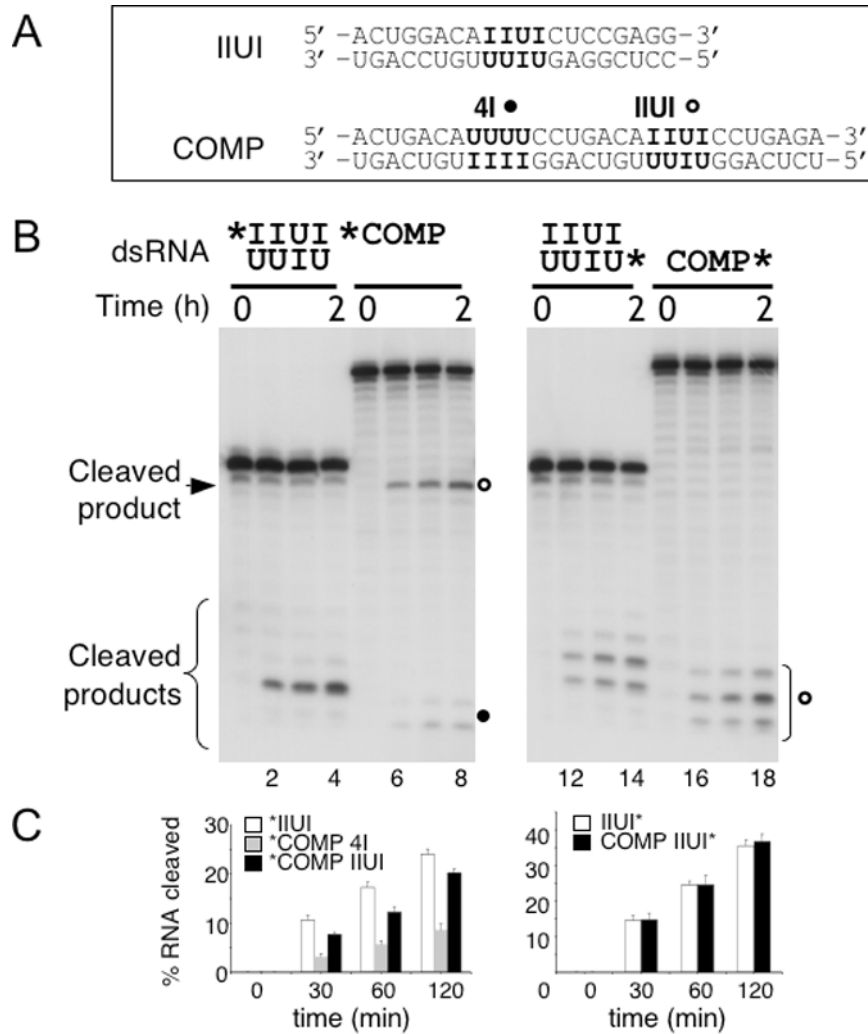 A
IIUI
5' -ACUGGACAIIUICUCCGAGG-3'
3' -UGACCUGUUUIUGAGGCUCC-5'
4I ● IIUI o
COMP
5' -ACUGACAUUUUCCUGACAIIUICCUGAGA-3'
3' -UGACUGUIIIIGGACUGUUUIUGGACUCU-5'
B
dsRNA
*IIUI *COMP
UUIU
IIUI
UUIU* COMP*
Time (h) 0 2 0 2 0 2 0 2
Cleaved
product
o
Cleaved
products
●
o
2 4 6 8 12 14 16 18
C
% RNA cleaved
30
20
10
0
*IIUI
*COMP 4I
*COMP IIUI
0 30 60 120
time (min)
40
30
20
10
0
IIUI*
COMP IIUI*
0 30 60 120
time (min)